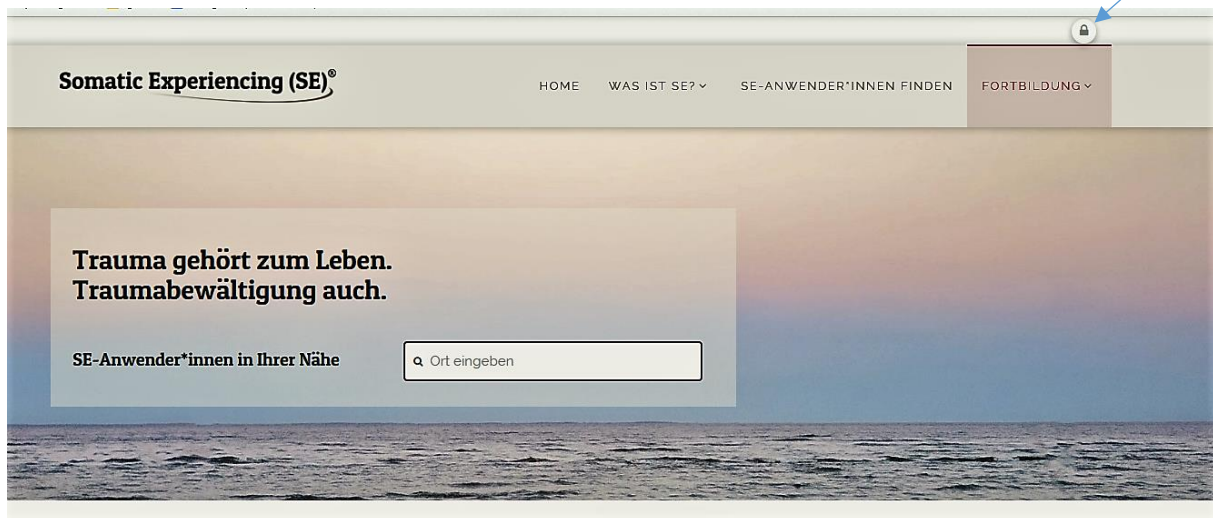 Somatic Experiencing (SE)®
HOME WAS IST SE? SE-ANWENDER*INNEN FINDEN FORTBILDUNG
Trauma gehört zum Leben.
Traumabewältigung auch.
SE-Anwender*innen in Ihrer Nähe Ort eingeben